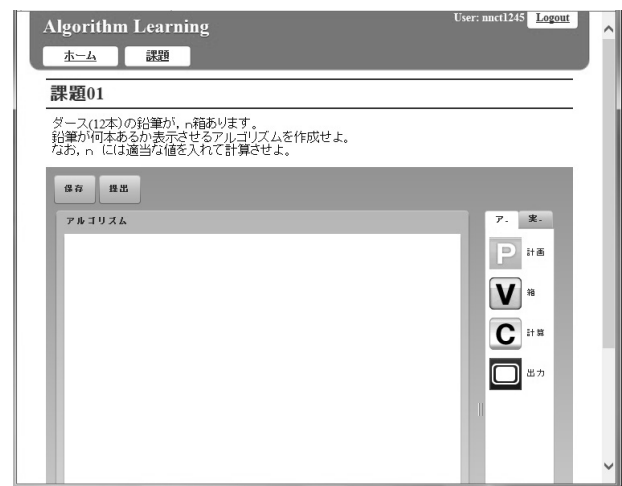 Algorithm Learning
User: nnct1245 Logout
ホーム 課題
課題01
ダース(12本)の鉛筆が，n箱あります。
鉛筆が何本あるか表示させるアルゴリズムを作成せよ。
なお，n には適当な値を入れて計算させよ。
保存 提出
アルゴリズム
ア- 実-
P 計画
V 箱
C 計算
出力